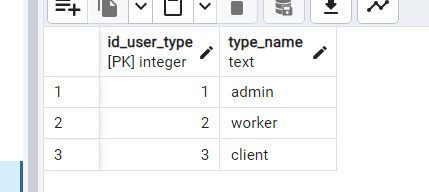 id_user_type type_name
[PK] integer text
1 1 admin
2 2 worker
3 3 client